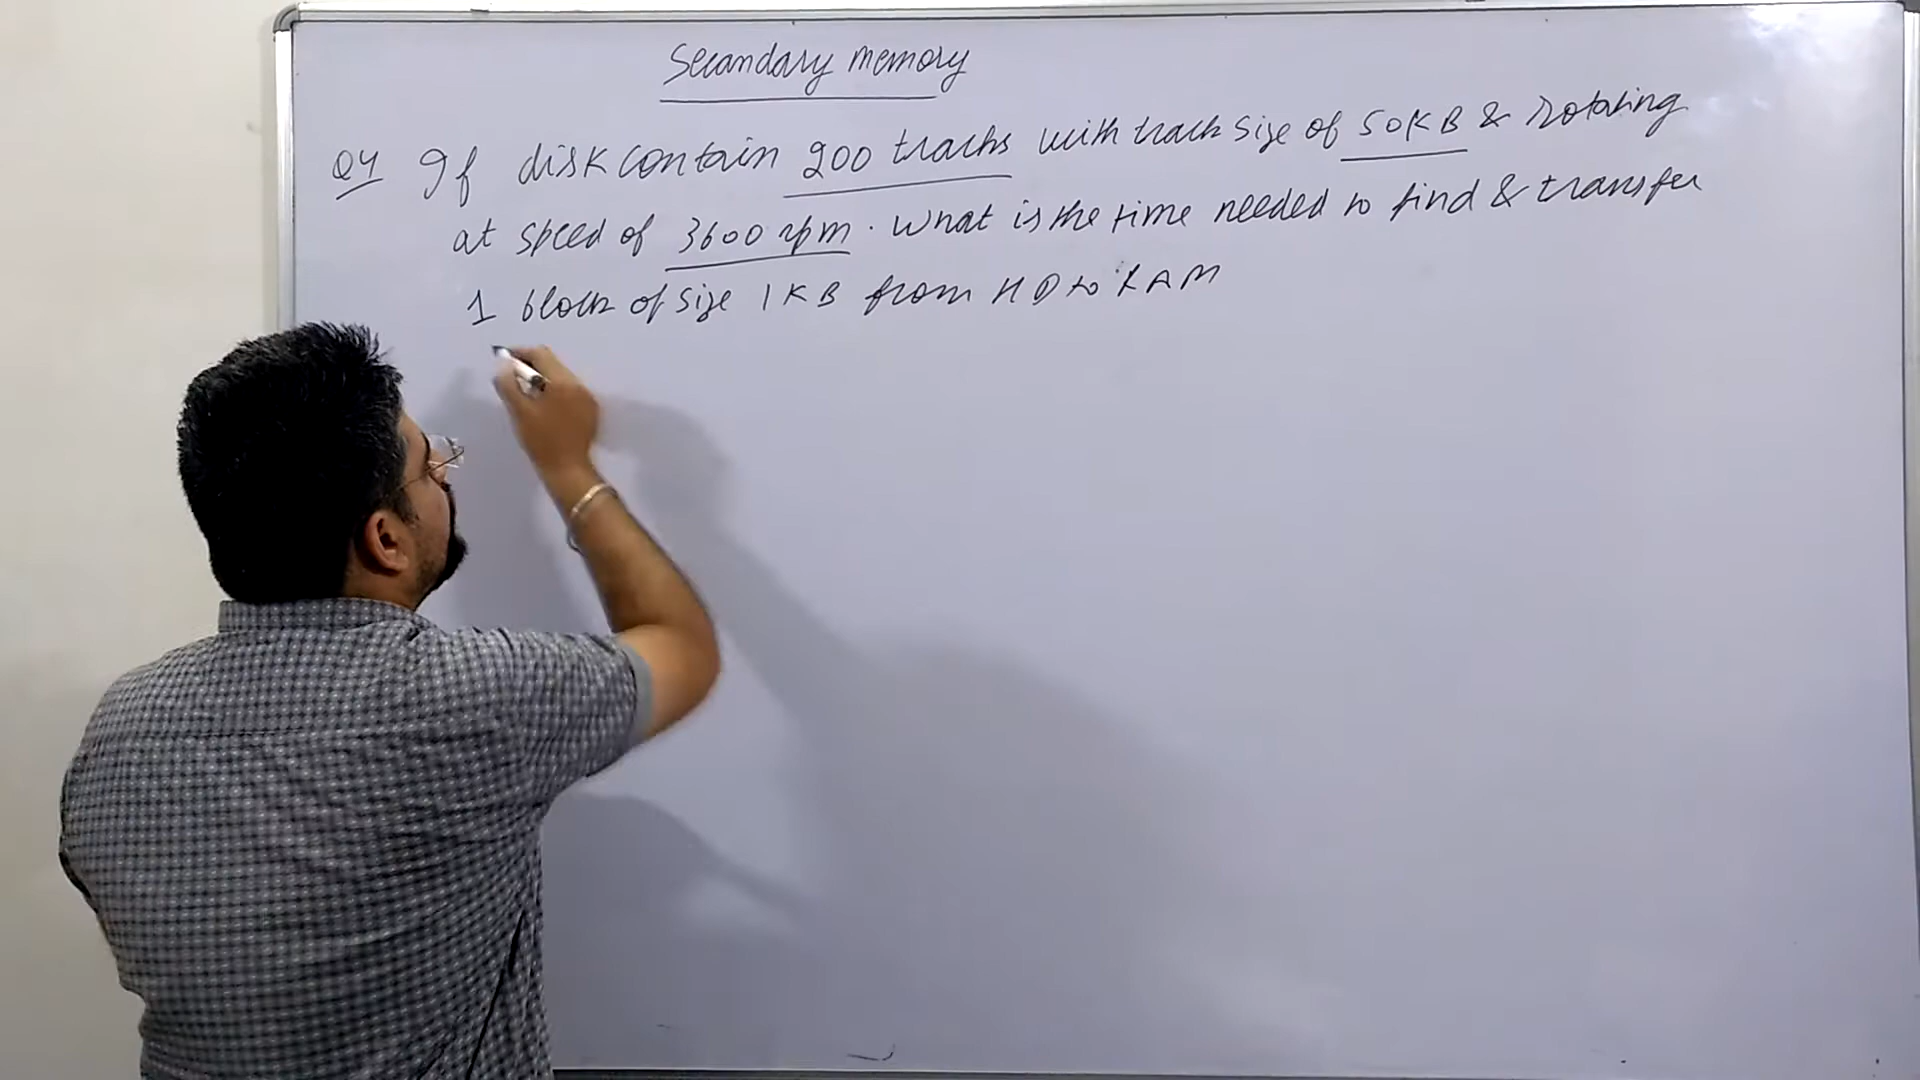 Secondary memory
Q4 If disk contain 200 tracks with track size of 50KB & rotating
at speed of 3600 rpm. What is the time needed to find & transfer
1 block of size 1KB from HD to RAM